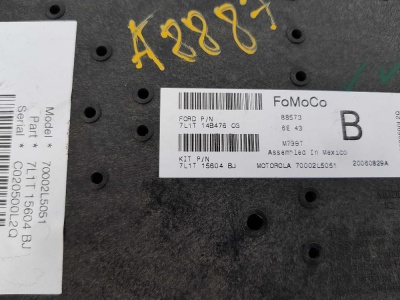 A2887
Model * 70002L5051
Part * 7L1T 15604 BJ
Serial * C020500L2Q
FoMoCo
FORD P/N
7L1T 14B476 CG
88573
6E 43
B
M799T
Assembled In Mexico
KIT P/N
7L1T 15604 BJ
MOTOROLA 70002L5051
20060829A